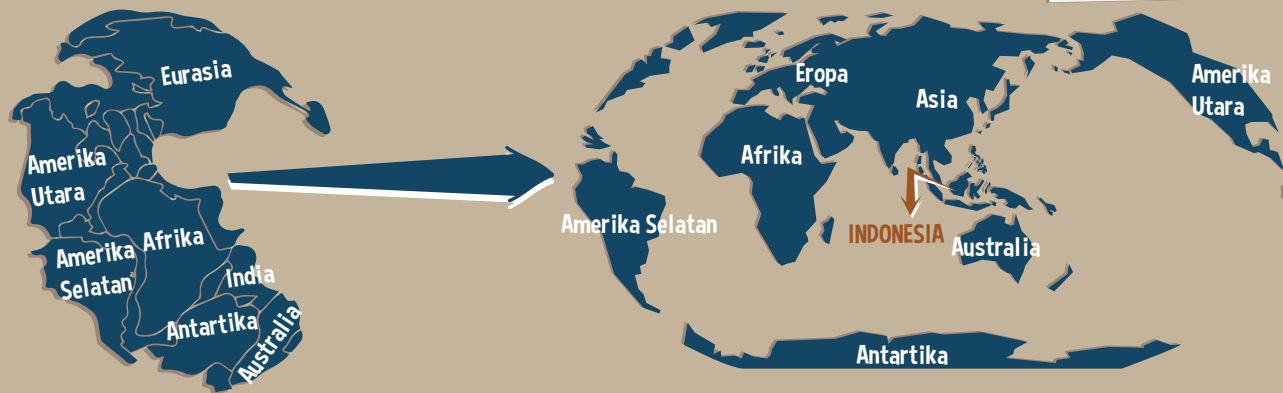 Eurasia
Amerika
Utara
Amerika
Selatan
Afrika
India
Antartika
Australia
Eropa
Asia
Afrika
Amerika Selatan
INDONESIA
Australia
Antartika
Amerika
Utara